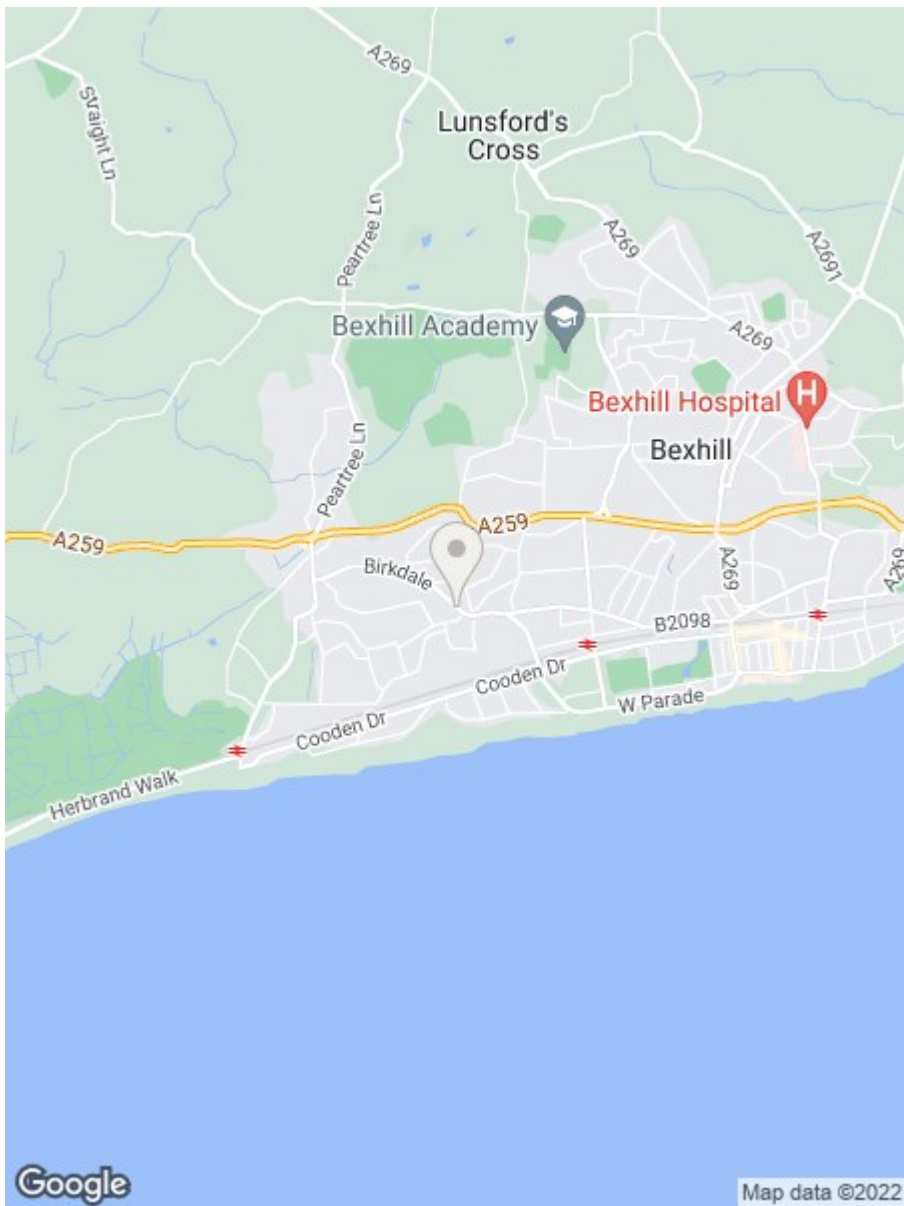 A269
Lunsford's
Cross
Straight Ln
Peartree Ln
A269
A2691
Bexhill Academy
A269
Bexhill Hospital
H
Bexhill
Peartree Ln
A259
A259
Birkdale
A269
A269
B2098
Cooden Dr
W Parade
Cooden Dr
Herbrand Walk
Google
Map data ©2022